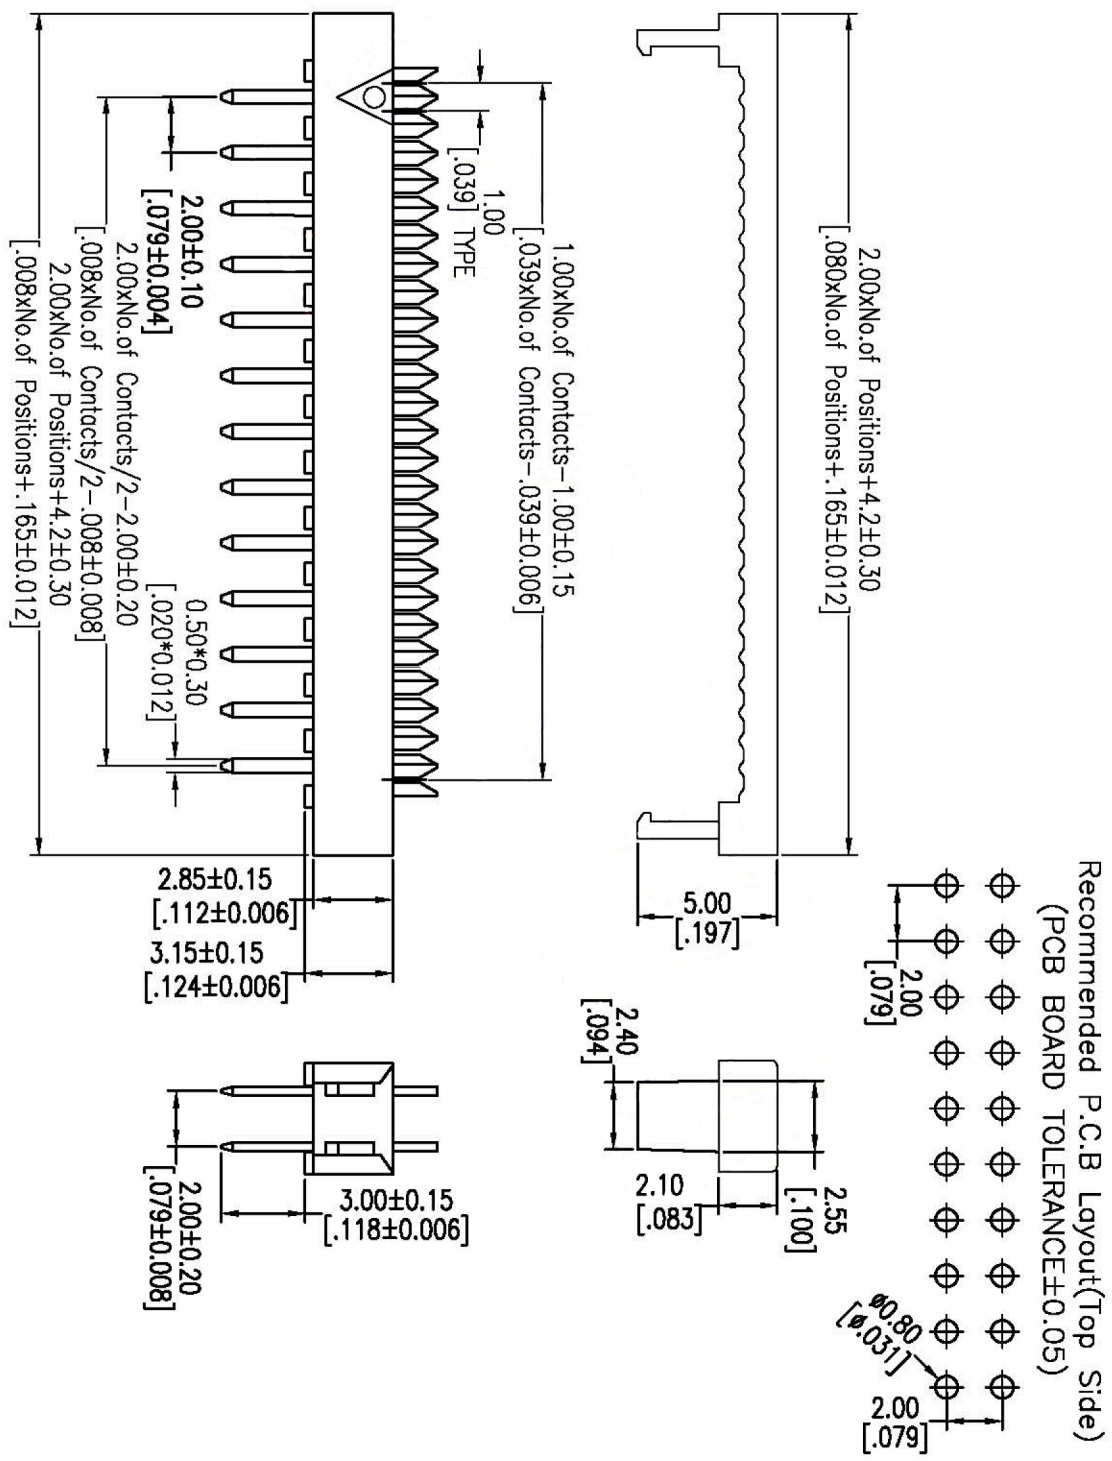 Recommended P.C.B Layout(Top Side)
(PCB BOARD TOLERANCE±0.05)
2.00
[.079]
ø0.80
[ø.031]
2.00
[.079]
2.00xNo.of Positions+4.2±0.30
[.080xNo.of Positions+.165±0.012]
5.00
[.197]
2.55
[.100]
2.10
[.083]
2.40
[.094]
1.00xNo.of Contacts-1.00±0.15
[.039xNo.of Contacts-.039±0.006]
1.00
[.039] TYPE
2.00±0.10
[.079±0.004]
2.00xNo.of Contacts/2-2.00±0.20
[.008xNo.of Contacts/2-.008±0.008]
2.00xNo.of Positions+4.2±0.30
[.008xNo.of Positions+.165±0.012]
0.50*0.30
[.020*0.012]
2.85±0.15
[.112±0.006]
3.15±0.15
[.124±0.006]
3.00±0.15
[.118±0.006]
2.00±0.20
[.079±0.008]